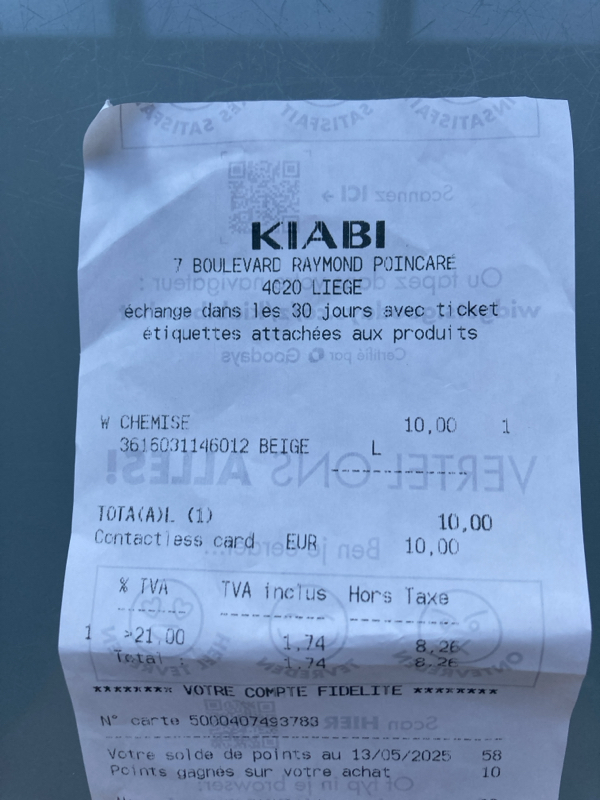 KIABI
7 BOULEVARD RAYMOND POINCARE
4020 LIEGE
échange dans les 30 jours avec ticket
étiquettes attachées aux produits
W CHEMISE 10,00 1
3616031146012 BEIGE L
TOTA(A)L (1) 10,00
Contactless card EUR 10,00
% TVA TVA inclus Hors Taxe
1 >21,00 1,74 8,26
Total : 1,74 8,26
******** VOTRE COMPTE FIDELITE ********
N° carte 5000407493783
Votre solde de points au 13/05/2025 58
Points gagnés sur votre achat 10